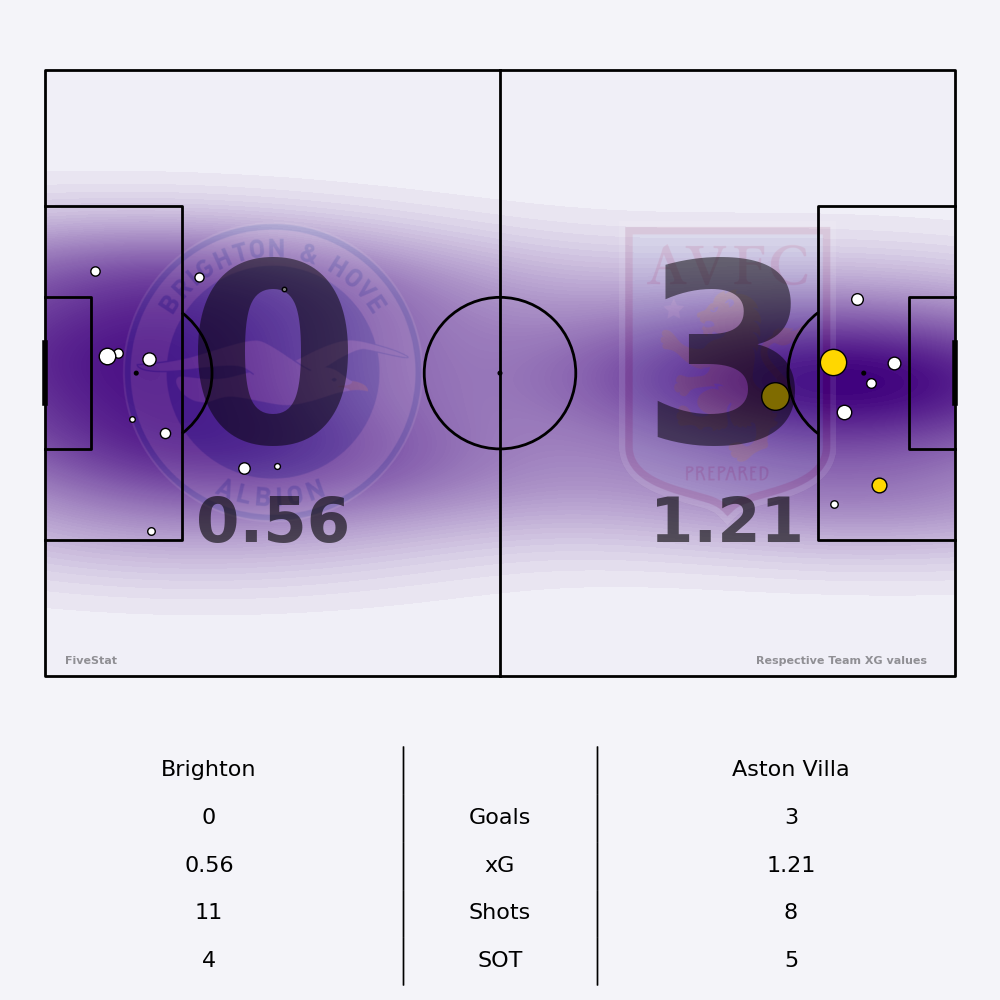 BRIGHTON & HOVE
ALBION
AVFC
PREPARED
0
3
0.56
1.21
FiveStat
Respective Team XG values
Brighton
Aston Villa
0
Goals
3
0.56
xG
1.21
11
Shots
8
4
SOT
5